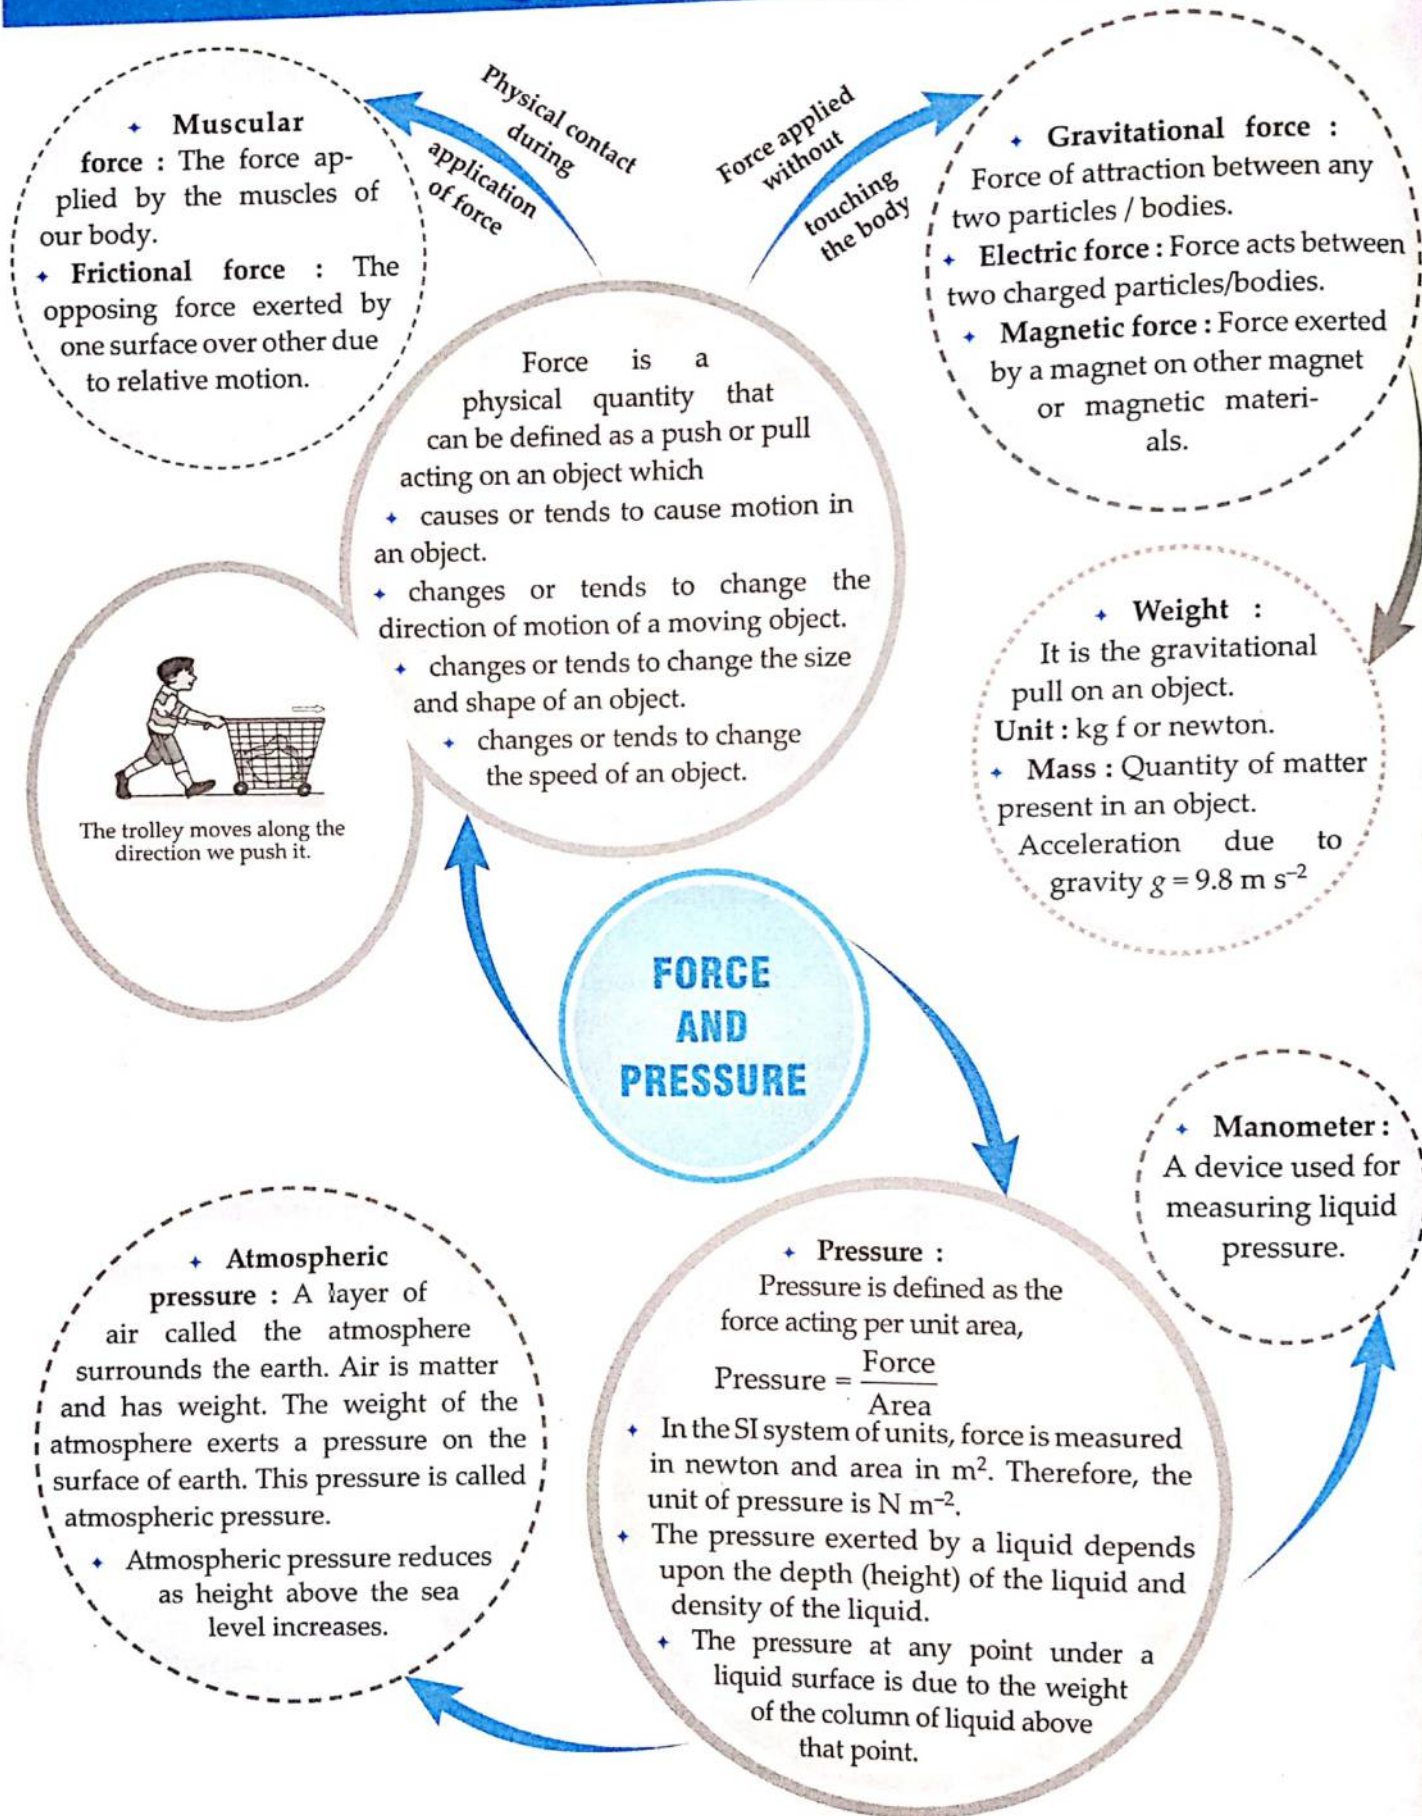 Physical contact
during
application
of force
Force applied
without
touching
the body
✦ Muscular
force : The force ap-
plied by the muscles of
our body.
✦ Frictional force : The
opposing force exerted by
one surface over other due
to relative motion.
✦ Gravitational force :
Force of attraction between any
two particles / bodies.
✦ Electric force : Force acts between
two charged particles/bodies.
✦ Magnetic force : Force exerted
by a magnet on other magnet
or magnetic materi-
als.
Force is a
physical quantity that
can be defined as a push or pull
acting on an object which
✦ causes or tends to cause motion in
an object.
✦ changes or tends to change the
direction of motion of a moving object.
✦ changes or tends to change the size
and shape of an object.
✦ changes or tends to change
the speed of an object.
The trolley moves along the
direction we push it.
✦ Weight :
It is the gravitational
pull on an object.
Unit : kg f or newton.
✦ Mass : Quantity of matter
present in an object.
Acceleration due to
gravity g = 9.8 m s⁻²
FORCE
AND
PRESSURE
✦ Manometer :
A device used for
measuring liquid
pressure.
✦ Atmospheric
pressure : A layer of
air called the atmosphere
surrounds the earth. Air is matter
and has weight. The weight of the
atmosphere exerts a pressure on the
surface of earth. This pressure is called
atmospheric pressure.
✦ Atmospheric pressure reduces
as height above the sea
level increases.
✦ Pressure :
Pressure is defined as the
force acting per unit area,
Pressure = Force / Area
✦ In the SI system of units, force is measured
in newton and area in m². Therefore, the
unit of pressure is N m⁻².
✦ The pressure exerted by a liquid depends
upon the depth (height) of the liquid and
density of the liquid.
✦ The pressure at any point under a
liquid surface is due to the weight
of the column of liquid above
that point.